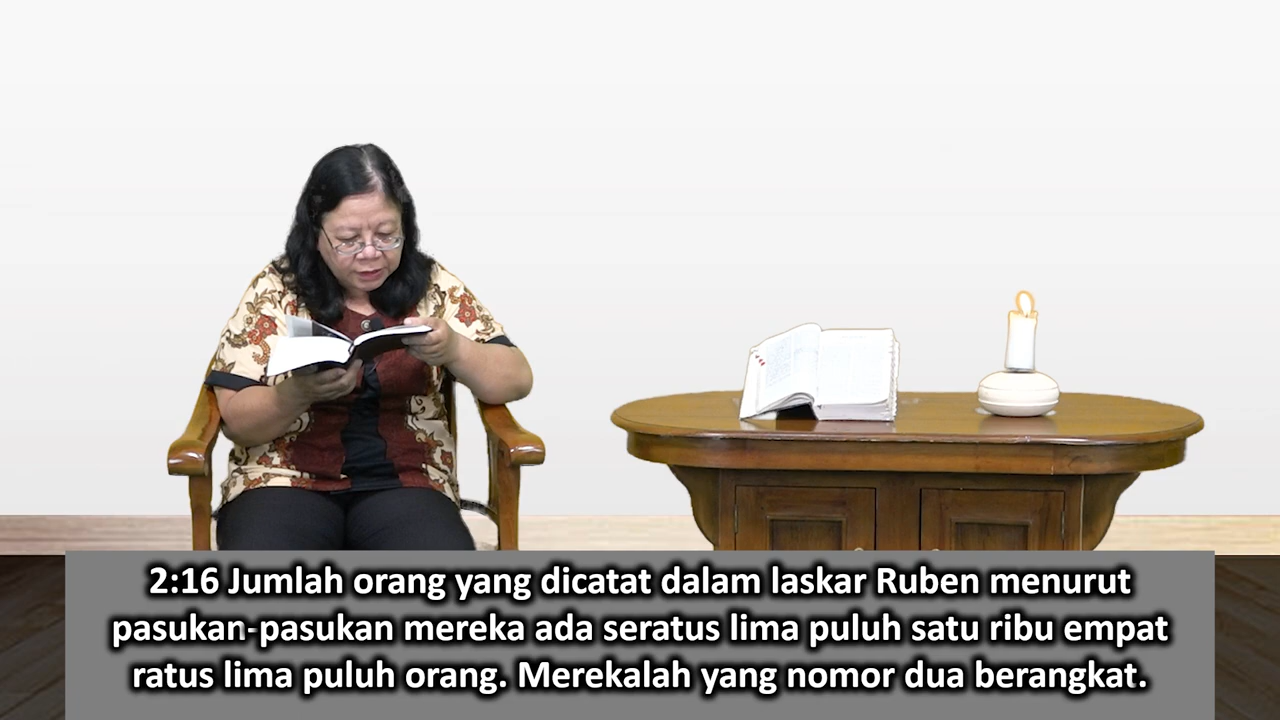 2:16 Jumlah orang yang dicatat dalam laskar Ruben menurut
pasukan-pasukan mereka ada seratus lima puluh satu ribu empat
ratus lima puluh orang. Merekalah yang nomor dua berangkat.